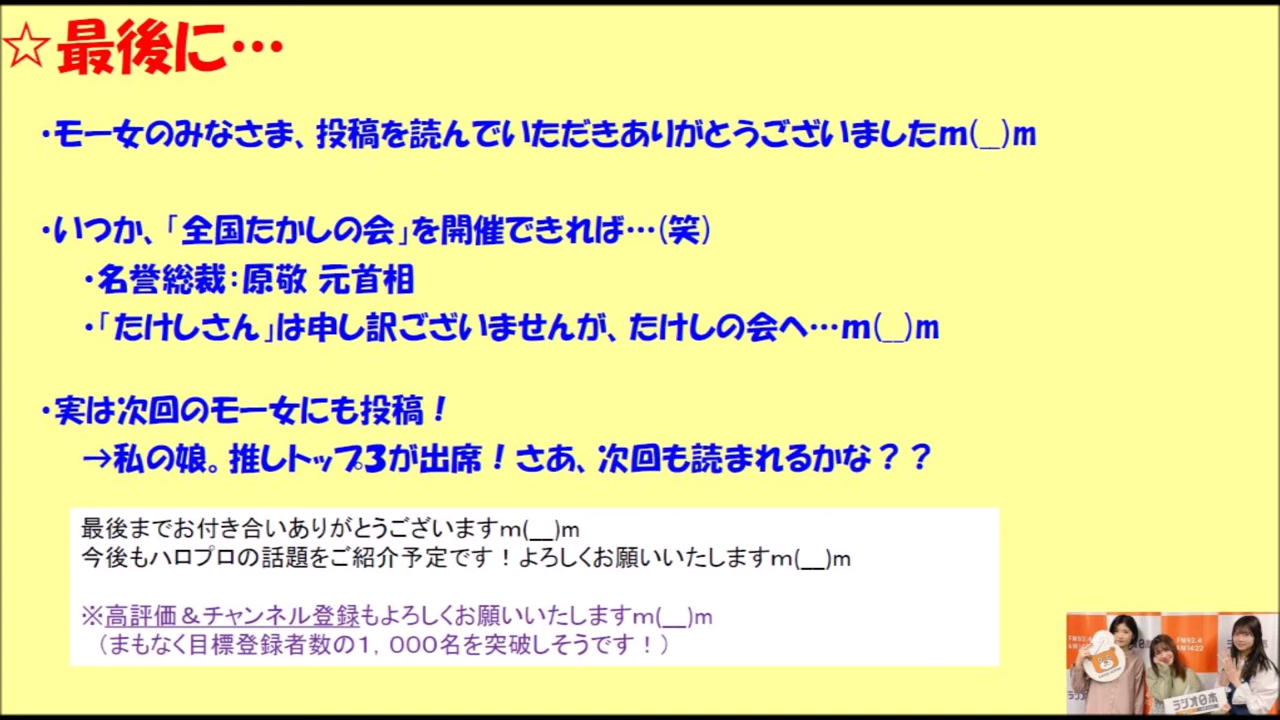 ☆最後に…
・モー女のみなさま、投稿を読んでいただきありがとうございましたm(__)m
・いつか、「全国たかしの会」を開催できれば…(笑)
・名誉総裁：原敬 元首相
・「たけしさん」は申し訳ございませんが、たけしの会へ…m(__)m
・実は次回のモー女にも投稿！
→私の娘。推しトップ3が出席！さあ、次回も読まれるかな？？
最後までお付き合いありがとうございますm(__)m
今後もハロプロの話題をご紹介予定です！よろしくお願いいたしますm(__)m
※高評価＆チャンネル登録もよろしくお願いいたしますm(__)m
（まもなく目標登録者数の１，０００名を突破しそうです！）
FM92.4
AM1422
ラジオ日本